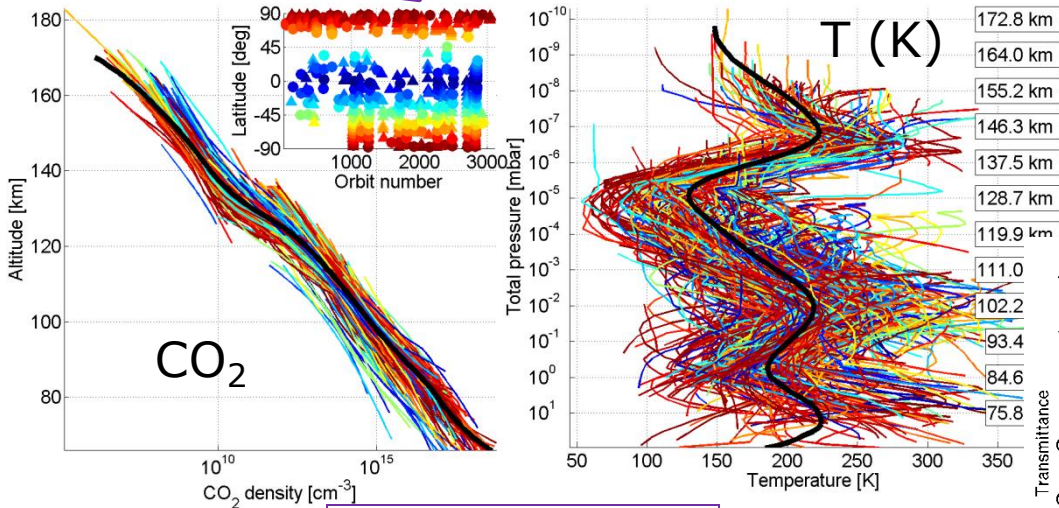 180
160
140
120
100
80
Altitude [km]
10^10
10^15
CO2 density [cm^-3]
CO2
90
45
0
-45
-90
Latitude [deg]
1000
2000
3000
Orbit number
T (K)
10^-10
10^-9
10^-8
10^-7
10^-6
10^-5
10^-4
10^-3
10^-2
10^-1
10^0
10^1
Total pressure [mbar]
50
100
150
200
250
300
350
Temperature [K]
172.8 km
164.0 km
155.2 km
146.3 km
137.5 km
128.7 km
119.9 km
111.0
102.2
93.4
84.6
75.8
Transmittance